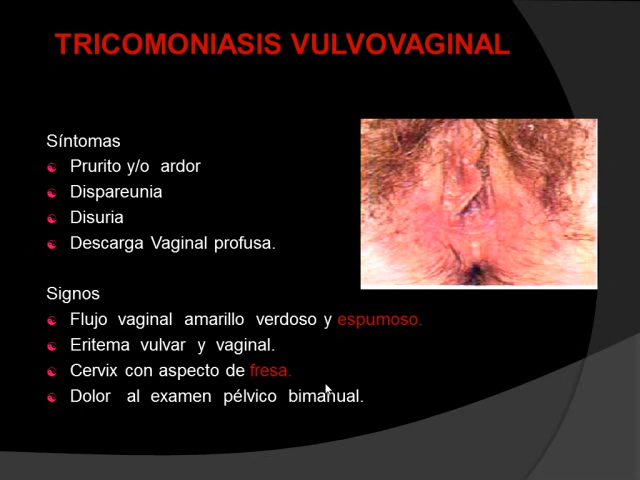 TRICOMONIASIS VULVOVAGINAL
Síntomas
Prurito y/o ardor
Dispareunia
Disuria
Descarga Vaginal profusa.
Signos
Flujo vaginal amarillo verdoso y espumoso.
Eritema vulvar y vaginal.
Cervix con aspecto de fresa.
Dolor al examen pélvico bimanual.